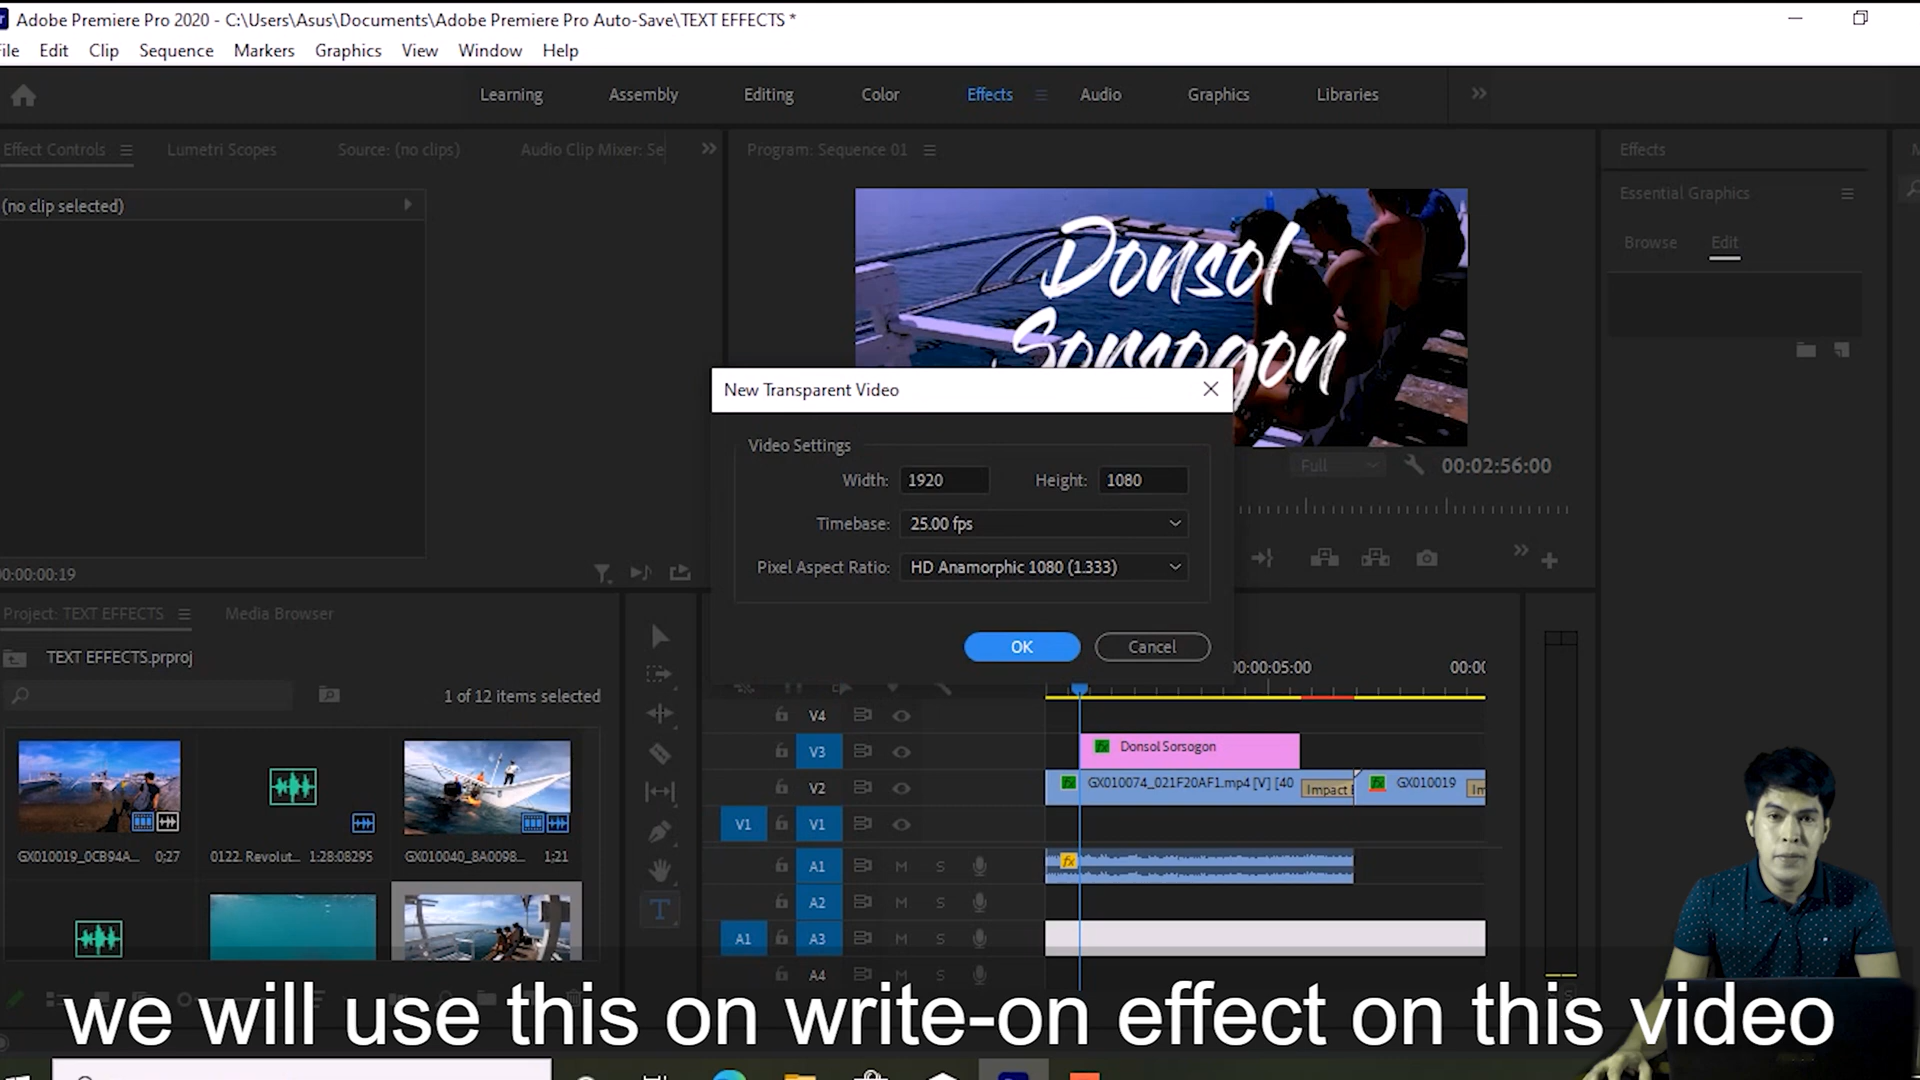 Adobe Premiere Pro 2020 - C:\Users\Asus\Documents\Adobe Premiere Pro Auto-Save\TEXT EFFECTS *
File Edit Clip Sequence Markers Graphics View Window Help
Learning Assembly Editing Color Effects Audio Graphics Libraries
Effect Controls Lumetri Scopes Source: (no clips) Audio Clip Mixer: Se
Program: Sequence 01
Effects
(no clip selected)
Essential Graphics
Browse Edit
Donsol
Sorsogon
New Transparent Video
Video Settings
Width: 1920 Height: 1080
Timebase: 25.00 fps
Pixel Aspect Ratio: HD Anamorphic 1080 (1.333)
OK Cancel
Full 00:02:56:00
00:00:00:19
Project: TEXT EFFECTS Media Browser
TEXT EFFECTS.prproj
1 of 12 items selected
GX010019_0CB94A... 0;27
0122. Revolut... 1:28:08295
GX010040_8A0098... 1;21
00:00:05:00 00:0(
V4
V3 Donsol Sorsogon
V2 GX010074_021F20AF1.mp4 [V] [40 Impact GX010019 Im
V1 V1
A1 M S fx
A2 M S
A1 A3 M S
A4 M S
we will use this on write-on effect on this video